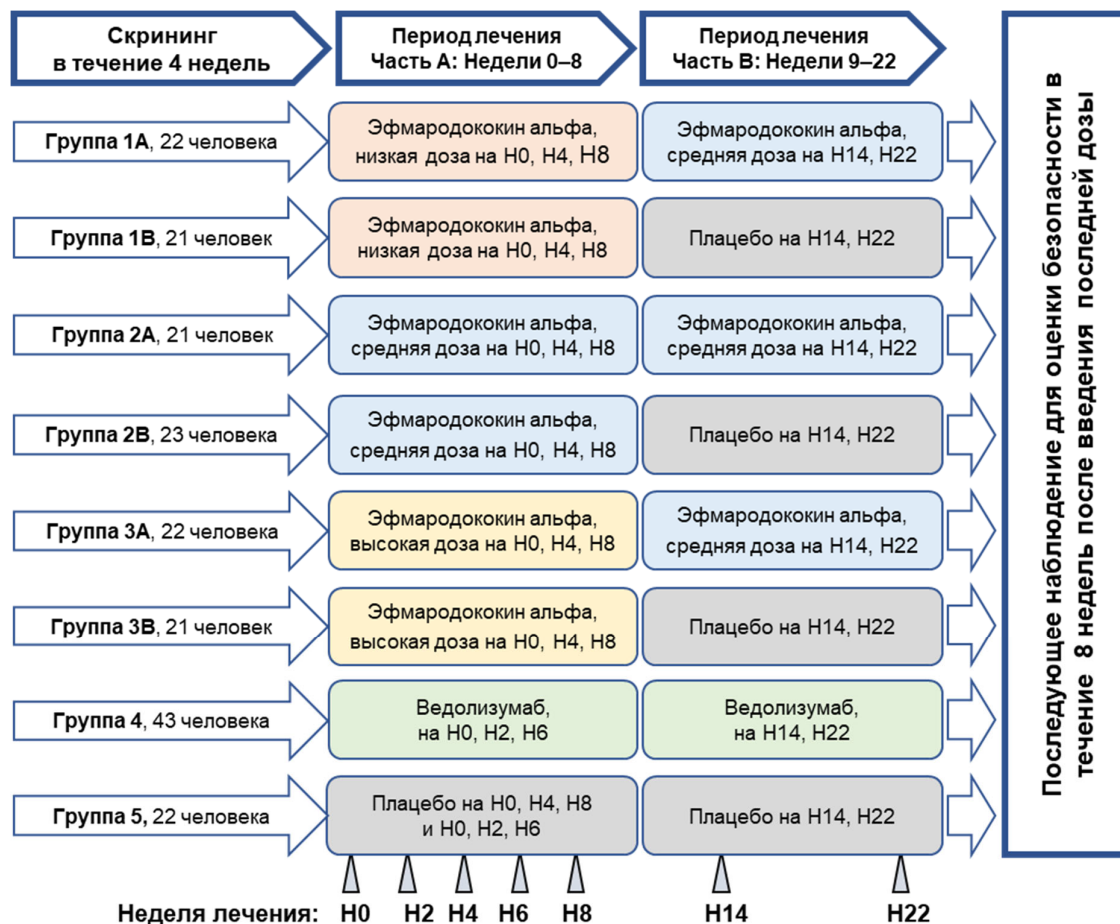 Скрининг
в течение 4 недель
Период лечения
Часть А: Недели 0–8
Период лечения
Часть В: Недели 9–22
Группа 1А, 22 человека
Эфмародококин альфа,
низкая доза на Н0, Н4, Н8
Эфмародококин альфа,
средняя доза на Н14, Н22
Группа 1В, 21 человек
Эфмародококин альфа,
низкая доза на Н0, Н4, Н8
Плацебо на Н14, Н22
Группа 2А, 21 человек
Эфмародококин альфа,
средняя доза на Н0, Н4, Н8
Эфмародококин альфа,
средняя доза на Н14, Н22
Группа 2В, 23 человека
Эфмародококин альфа,
средняя доза на Н0, Н4, Н8
Плацебо на Н14, Н22
Группа 3А, 22 человека
Эфмародококин альфа,
высокая доза на Н0, Н4, Н8
Эфмародококин альфа,
средняя доза на Н14, Н22
Группа 3В, 21 человек
Эфмародококин альфа,
высокая доза на Н0, Н4, Н8
Плацебо на Н14, Н22
Группа 4, 43 человека
Ведолизумаб,
на Н0, Н2, Н6
Ведолизумаб,
на Н14, Н22
Группа 5, 22 человека
Плацебо на Н0, Н4, Н8
и Н0, Н2, Н6
Плацебо на Н14, Н22
Последующее наблюдение для оценки безопасности в
течение 8 недель после введения последней дозы
Неделя лечения: Н0 Н2 Н4 Н6 Н8 Н14 Н22